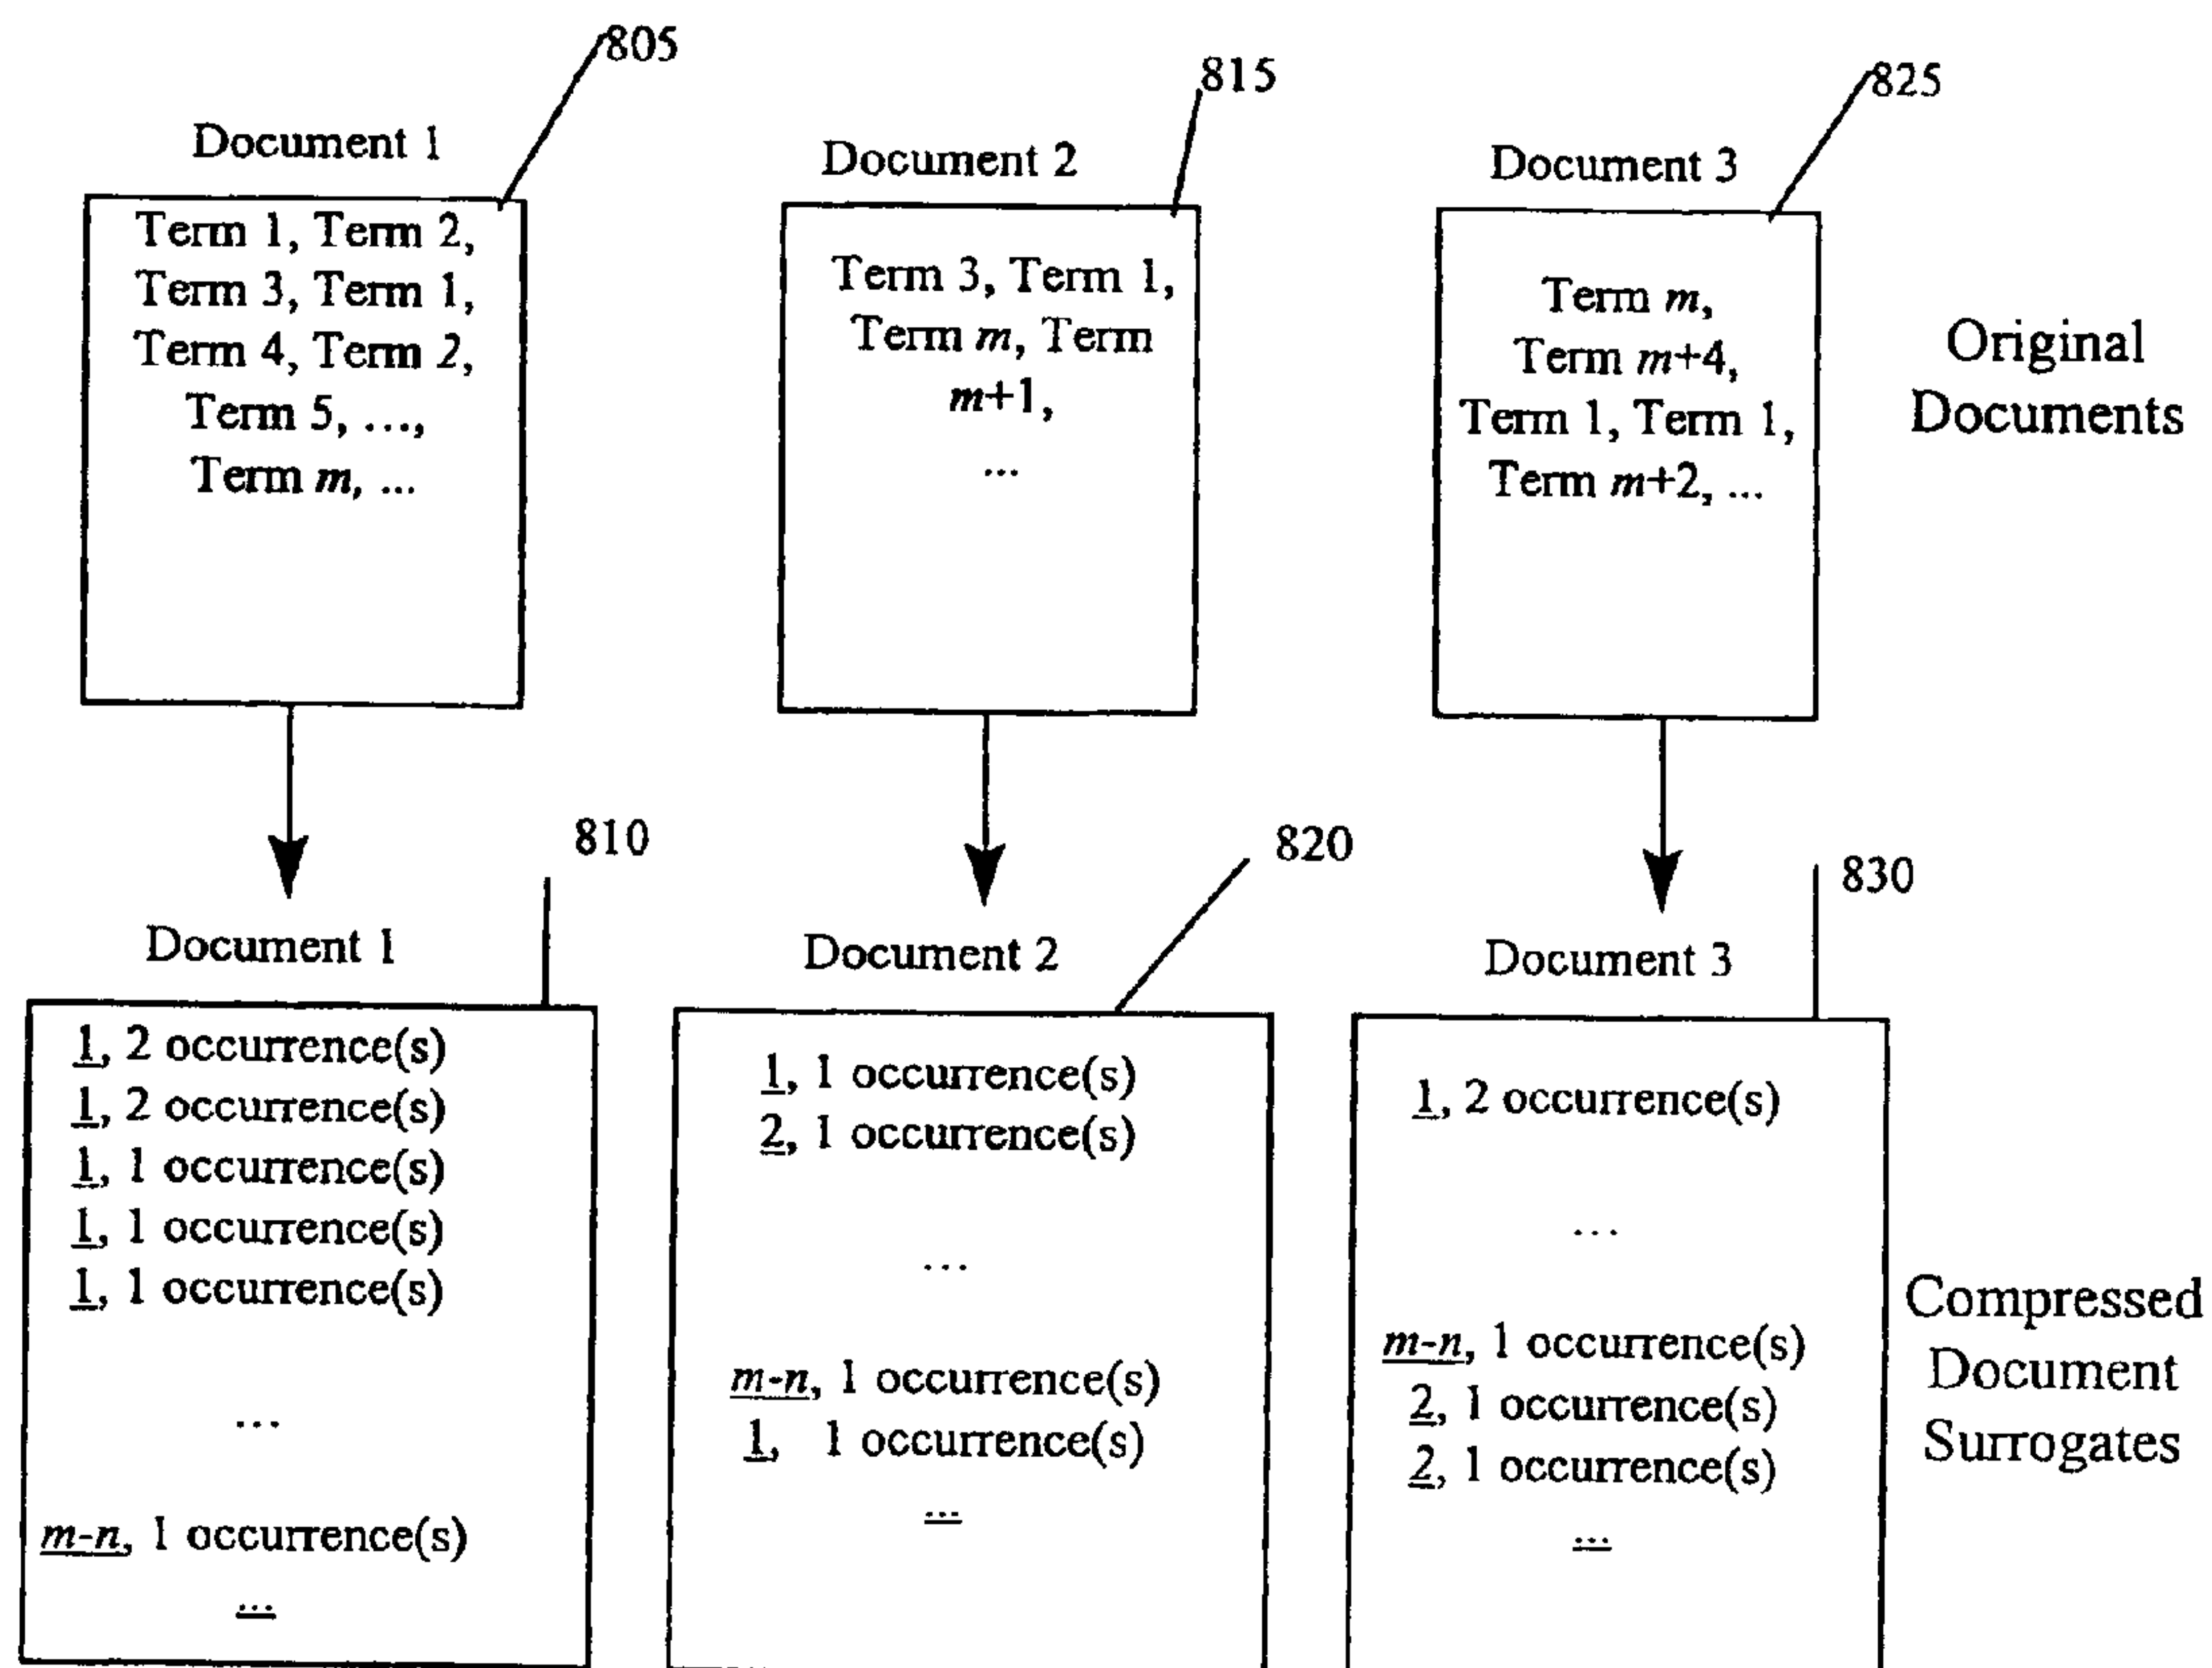 805
815
825
Document 1
Document 2
Document 3
Term 1, Term 2,
Term 3, Term 1,
Term 4, Term 2,
Term 5, ...,
Term m, ...
Term 3, Term 1,
Term m, Term
m+1,
...
Term m,
Term m+4,
Term 1, Term 1,
Term m+2, ...
Original
Documents
810
820
830
Document 1
Document 2
Document 3
1, 2 occurrence(s)
1, 2 occurrence(s)
1, 1 occurrence(s)
1, 1 occurrence(s)
1, 1 occurrence(s)
...
m-n, 1 occurrence(s)
...
1, 1 occurrence(s)
2, 1 occurrence(s)
...
m-n, 1 occurrence(s)
1, 1 occurrence(s)
...
1, 2 occurrence(s)
...
m-n, 1 occurrence(s)
2, 1 occurrence(s)
2, 1 occurrence(s)
...
Compressed
Document
Surrogates